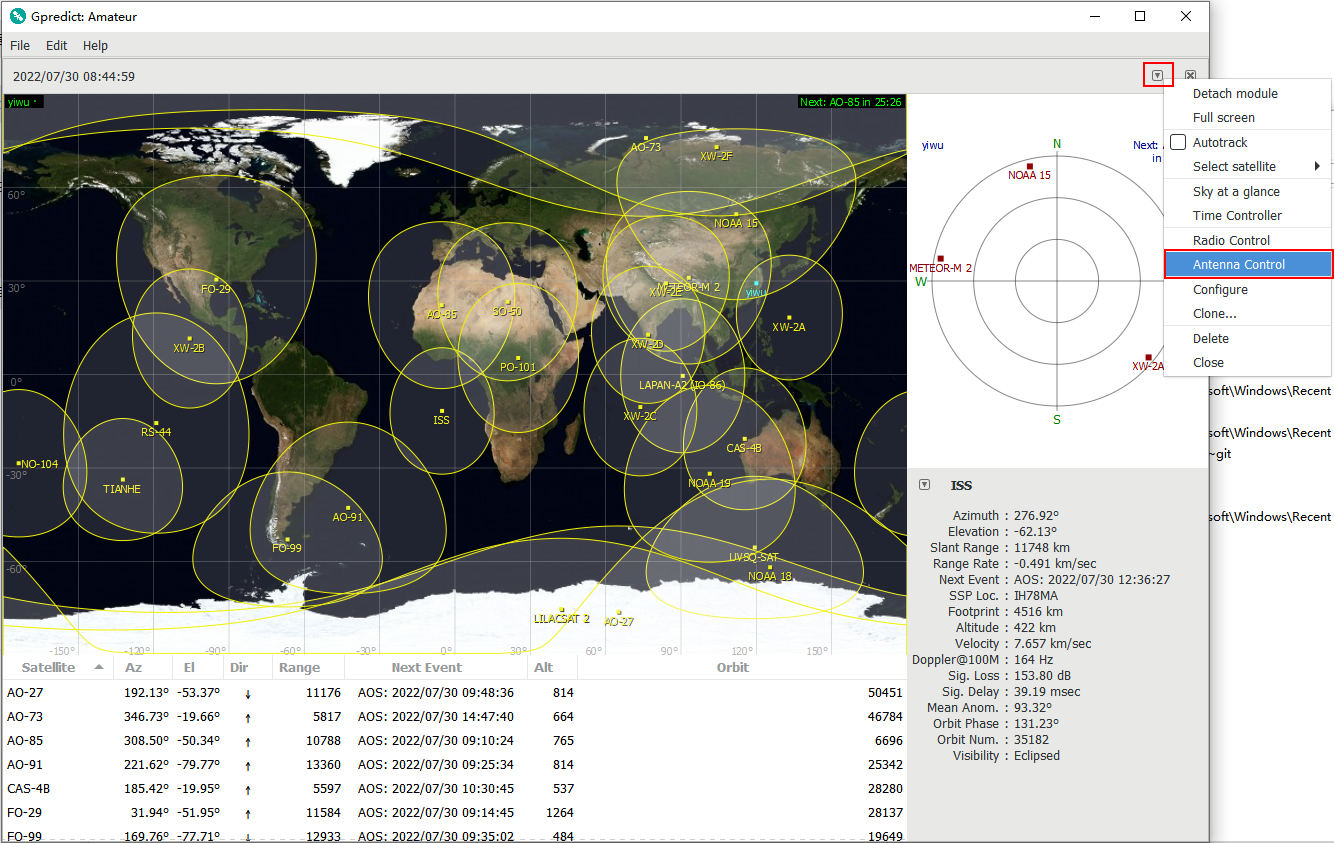 Gpredict: Amateur
File Edit Help
2022/07/30 08:44:59
Detach module
Full screen
Autotrack
Select satellite
Sky at a glance
Time Controller
Radio Control
Antenna Control
Configure
Clone...
Delete
Close
yiwu
Next: AO-85 in 25:26
AO-73
XW-2F
NOAA 15
60°
FO-29
30°
AO-85
SO-50
METEOR-M 2
XW-2E
yiwu
XW-2A
XW-2B
XW-2D
PO-101
0°
LAPAN-A2 (IO-86)
ISS
XW-2C
RS-44
CAS-4B
NO-104
-30°
TIANHE
NOAA 19
AO-91
FO-99
UVSQ-SAT
-60°
NOAA 18
LILACSAT 2
AO-27
-150° -120° -90° -60° -30° 0° 30° 60° 90° 120° 150°
yiwu
N
Next:
in
NOAA 15
METEOR-M 2
W
XW-2A
S
soft\Windows\Recent
soft\Windows\Recent
~git
soft\Windows\Recent
ISS
Azimuth : 276.92°
Elevation : -62.13°
Slant Range : 11748 km
Range Rate : -0.491 km/sec
Next Event : AOS: 2022/07/30 12:36:27
SSP Loc. : IH78MA
Footprint : 4516 km
Altitude : 422 km
Velocity : 7.657 km/sec
Doppler@100M : 164 Hz
Sig. Loss : 153.80 dB
Sig. Delay : 39.19 msec
Mean Anom. : 93.32°
Orbit Phase : 131.23°
Orbit Num. : 35182
Visibility : Eclipsed
Satellite Az El Dir Range Next Event Alt Orbit
AO-27 192.13° -53.37° ↓ 11176 AOS: 2022/07/30 09:48:36 814 50451
AO-73 346.73° -19.66° ↑ 5817 AOS: 2022/07/30 14:47:40 664 46784
AO-85 308.50° -50.34° ↑ 10788 AOS: 2022/07/30 09:10:24 765 6696
AO-91 221.62° -79.77° ↑ 13360 AOS: 2022/07/30 09:25:34 814 25342
CAS-4B 185.42° -19.95° ↑ 5597 AOS: 2022/07/30 10:30:45 537 28280
FO-29 31.94° -51.95° ↑ 11584 AOS: 2022/07/30 09:14:45 1264 28137
FO-99 169.76° -77.71° ↓ 12933 AOS: 2022/07/30 09:35:02 484 19649